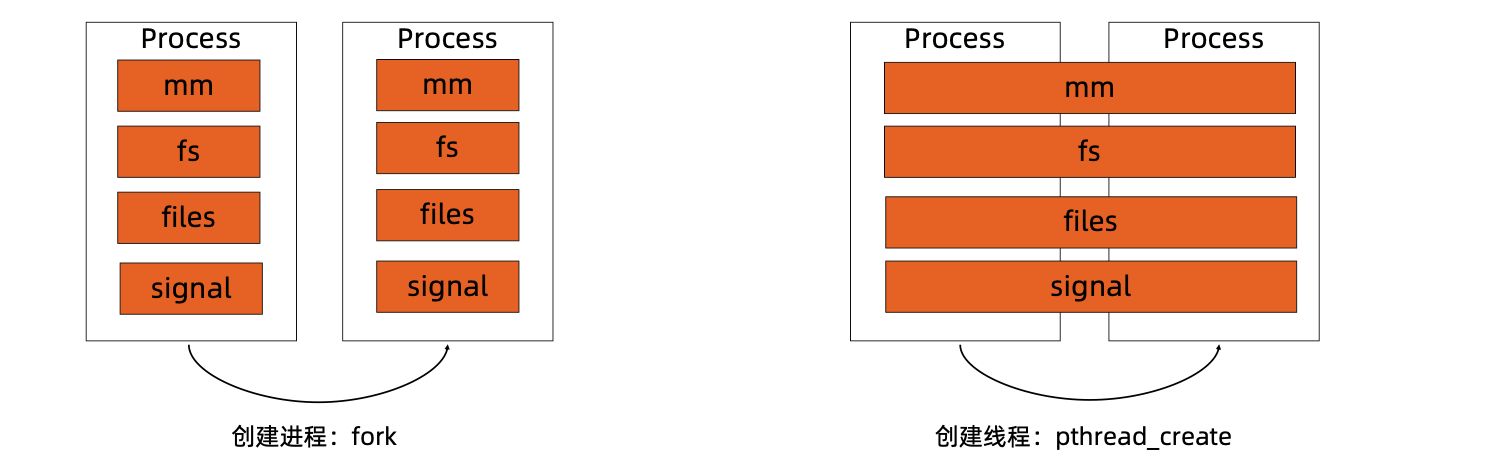 Process
mm
fs
files
signal
Process
mm
fs
files
signal
创建进程：fork
Process
Process
mm
fs
files
signal
创建线程：pthread_create